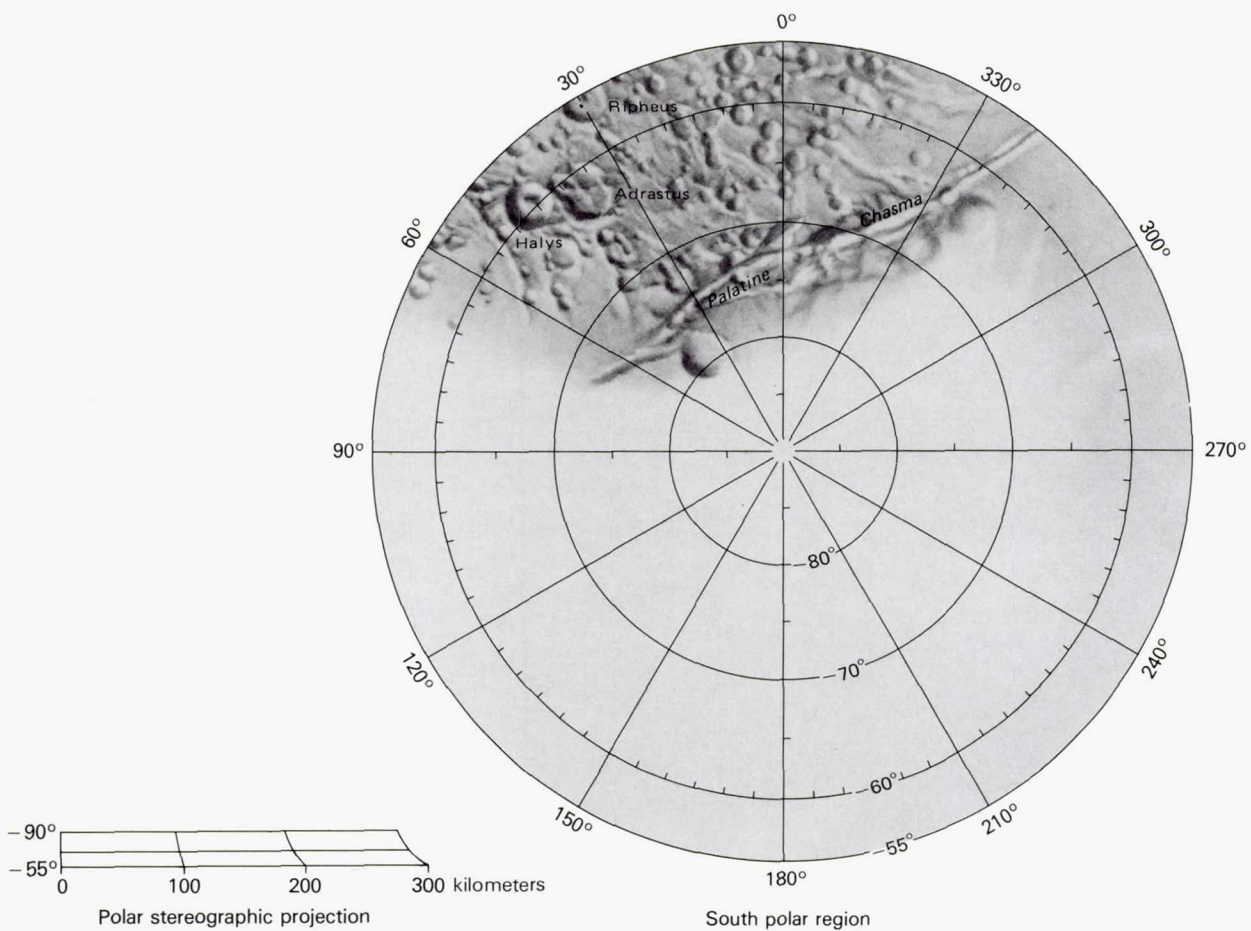 0°
30°
330°
Ripheus
Adrastus
Chasma
60°
Halys
300°
Palatine
90°
270°
−80°
120°
−70°
240°
−60°
150°
210°
−55°
180°
−90°
−55°
0 100 200 300 kilometers
Polar stereographic projection
South polar region